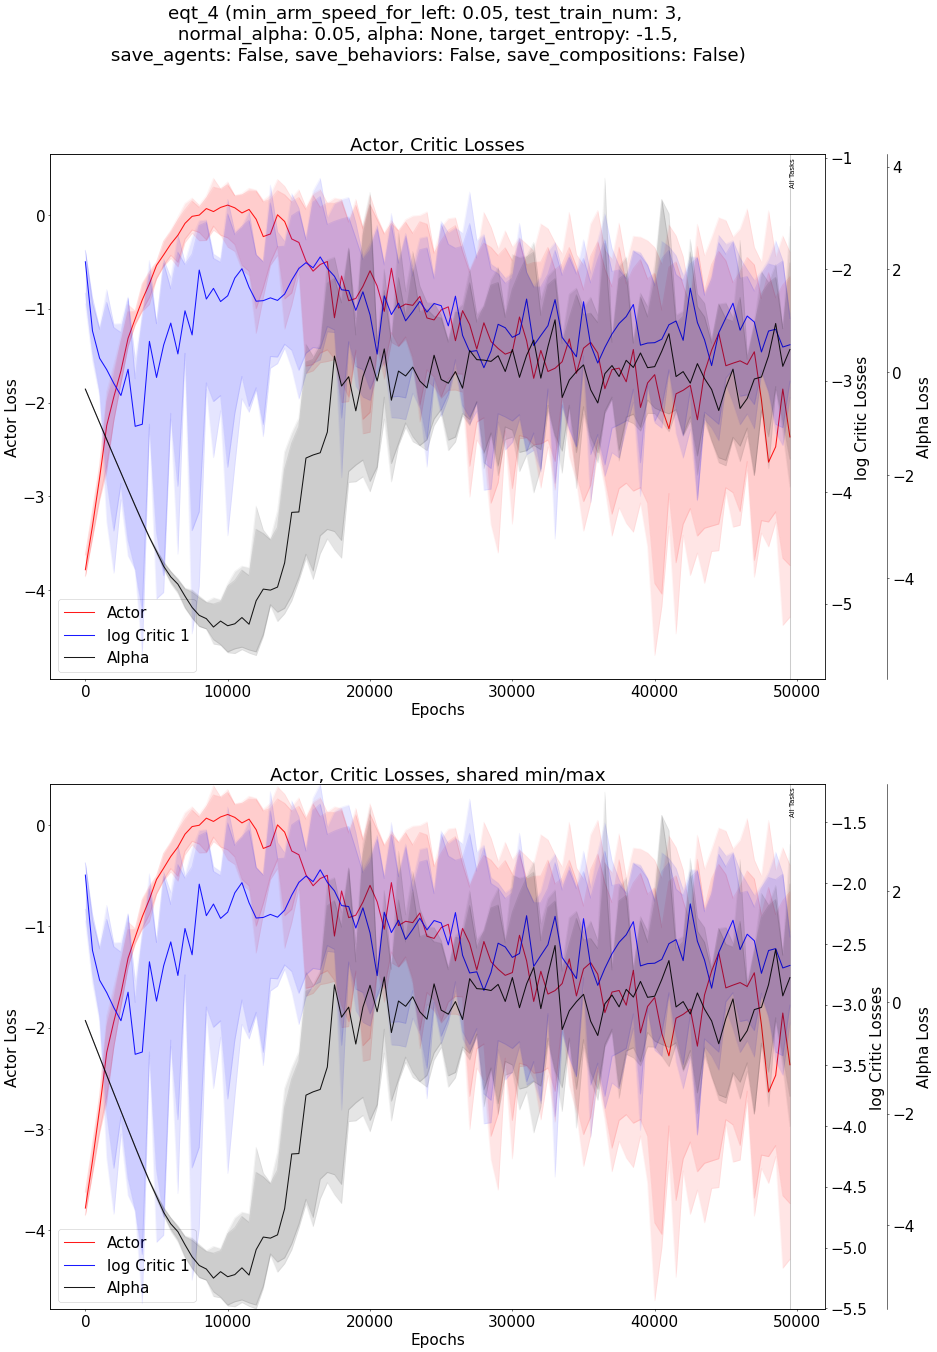 eqt_4 (min_arm_speed_for_left: 0.05, test_train_num: 3,
normal_alpha: 0.05, alpha: None, target_entropy: -1.5,
save_agents: False, save_behaviors: False, save_compositions: False)
Actor, Critic Losses
All Tasks
0
−1
−2
−3
−4
Actor Loss
−1
−2
−3
−4
−5
log Critic Losses
4
2
0
−2
−4
Alpha Loss
Actor
log Critic 1
Alpha
0
10000
20000
30000
40000
50000
Epochs
Actor, Critic Losses, shared min/max
All Tasks
0
−1
−2
−3
−4
Actor Loss
−1.5
−2.0
−2.5
−3.0
−3.5
−4.0
−4.5
−5.0
−5.5
log Critic Losses
2
0
−2
−4
Alpha Loss
Actor
log Critic 1
Alpha
0
10000
20000
30000
40000
50000
Epochs